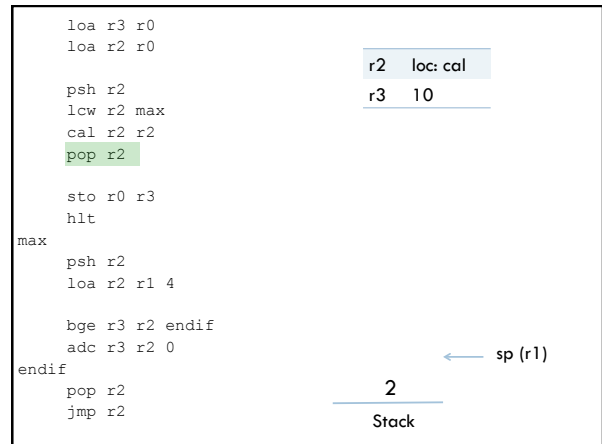 loa r3 r0
loa r2 r0
psh r2
lcw r2 max
cal r2 r2
pop r2
sto r0 r3
hlt
max
psh r2
loa r2 r1 4
bge r3 r2 endif
adc r3 r2 0
endif
pop r2
jmp r2
r2 loc: cal
r3 10
sp (r1)
2
Stack